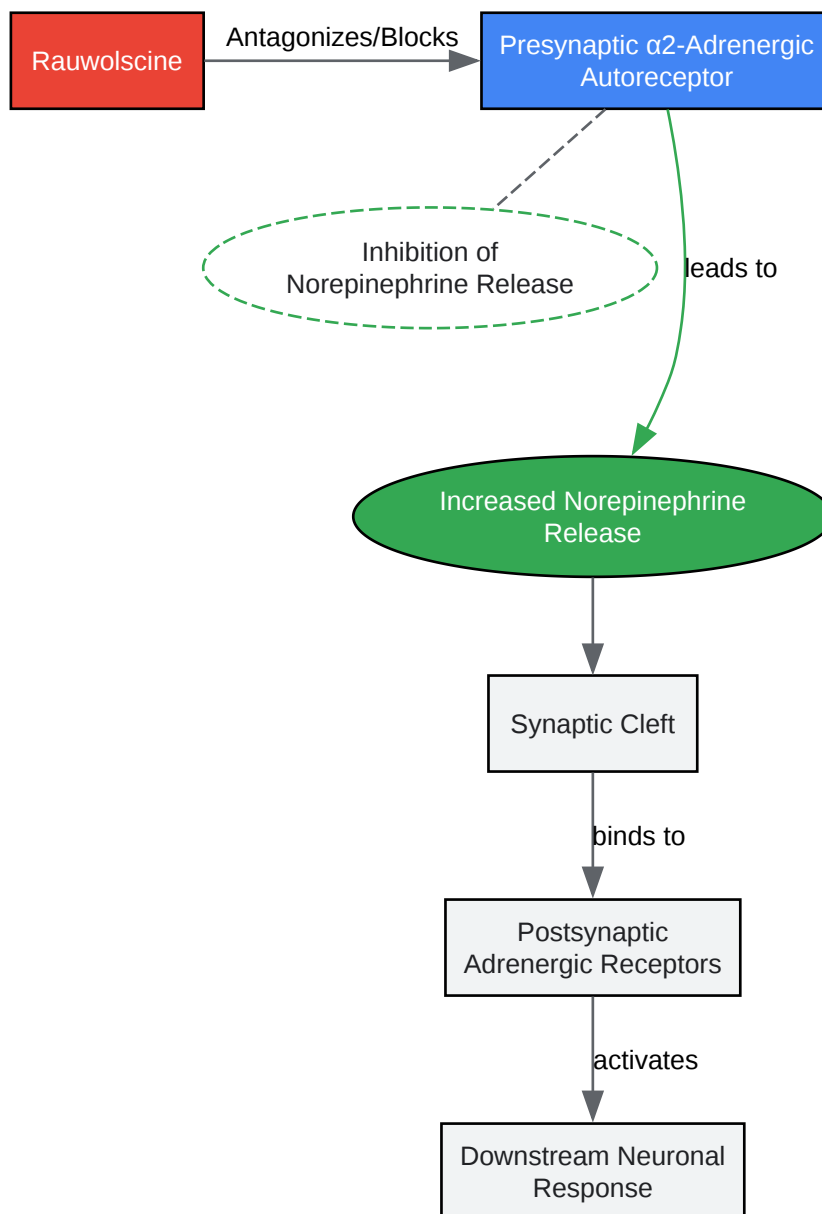 Rauwolscine
Antagonizes/Blocks
Presynaptic α2-Adrenergic
Autoreceptor
Inhibition of
Norepinephrine Release
leads to
Increased Norepinephrine
Release
Synaptic Cleft
binds to
Postsynaptic
Adrenergic Receptors
activates
Downstream Neuronal
Response